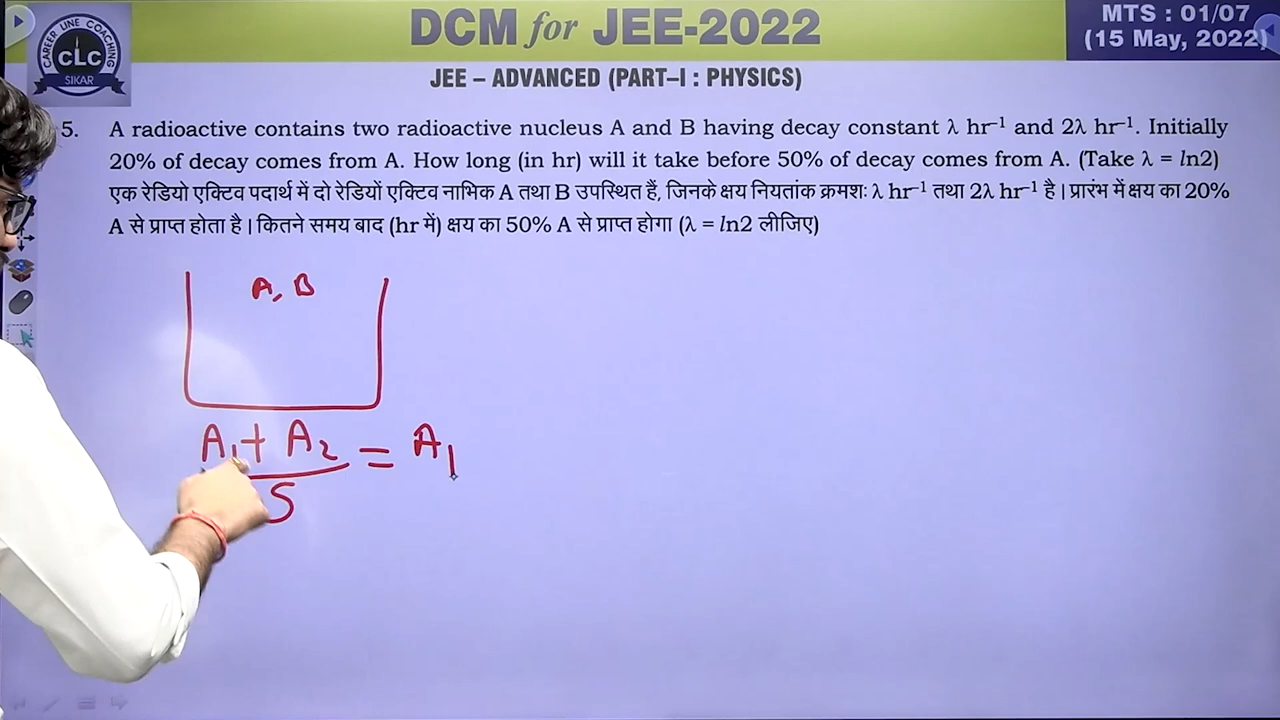 CAREER LINE COACHING
CLC
SIKAR
DCM for JEE-2022
MTS : 01/07
(15 May, 2022)
JEE – ADVANCED (PART–I : PHYSICS)
5. A radioactive contains two radioactive nucleus A and B having decay constant λ hr⁻¹ and 2λ hr⁻¹. Initially
20% of decay comes from A. How long (in hr) will it take before 50% of decay comes from A. (Take λ = ln2)
एक रेडियो एक्टिव पदार्थ में दो रेडियों एक्टिव नाभिक A तथा B उपस्थित हैं, जिनके क्षय नियतांक क्रमशः λ hr⁻¹ तथा 2λ hr⁻¹ है। प्रारंभ में क्षय का 20%
A से प्राप्त होता है। कितने समय बाद (hr में) क्षय का 50% A से प्राप्त होगा (λ = ln2 लीजिए)
A, B
A₁ + A₂ = A₁
5